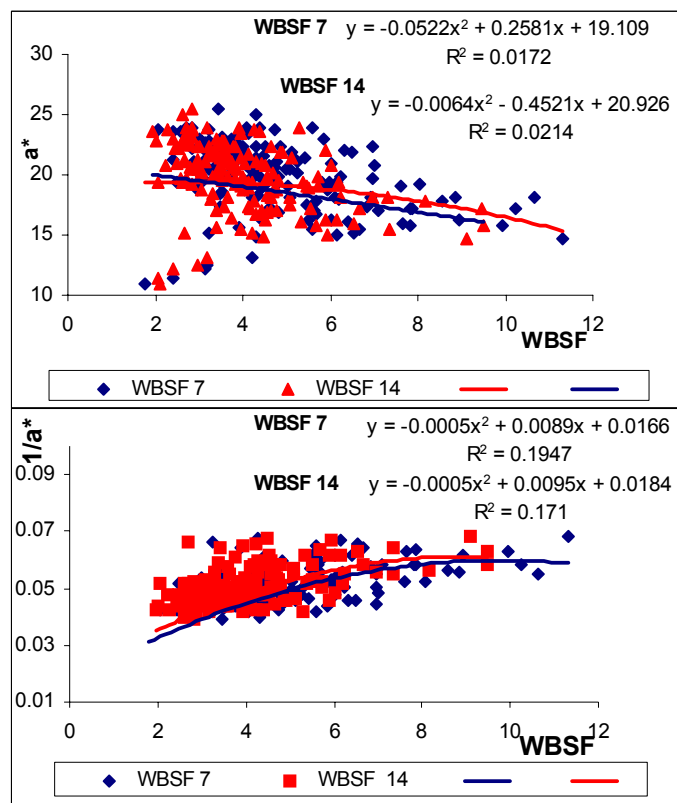 WBSF 7 y = -0.0522x² + 0.2581x + 19.109
R² = 0.0172
WBSF 14 y = -0.0064x² - 0.4521x + 20.926
R² = 0.0214
30
25
20
15
10
a*
0 2 4 6 8 10 12
WBSF
WBSF 7 WBSF 14
WBSF 7 y = -0.0005x² + 0.0089x + 0.0166
R² = 0.1947
WBSF 14 y = -0.0005x² + 0.0095x + 0.0184
R² = 0.171
1/a*
0.09
0.07
0.05
0.03
0.01
0 2 4 6 8 10 12
WBSF
WBSF 7 WBSF 14